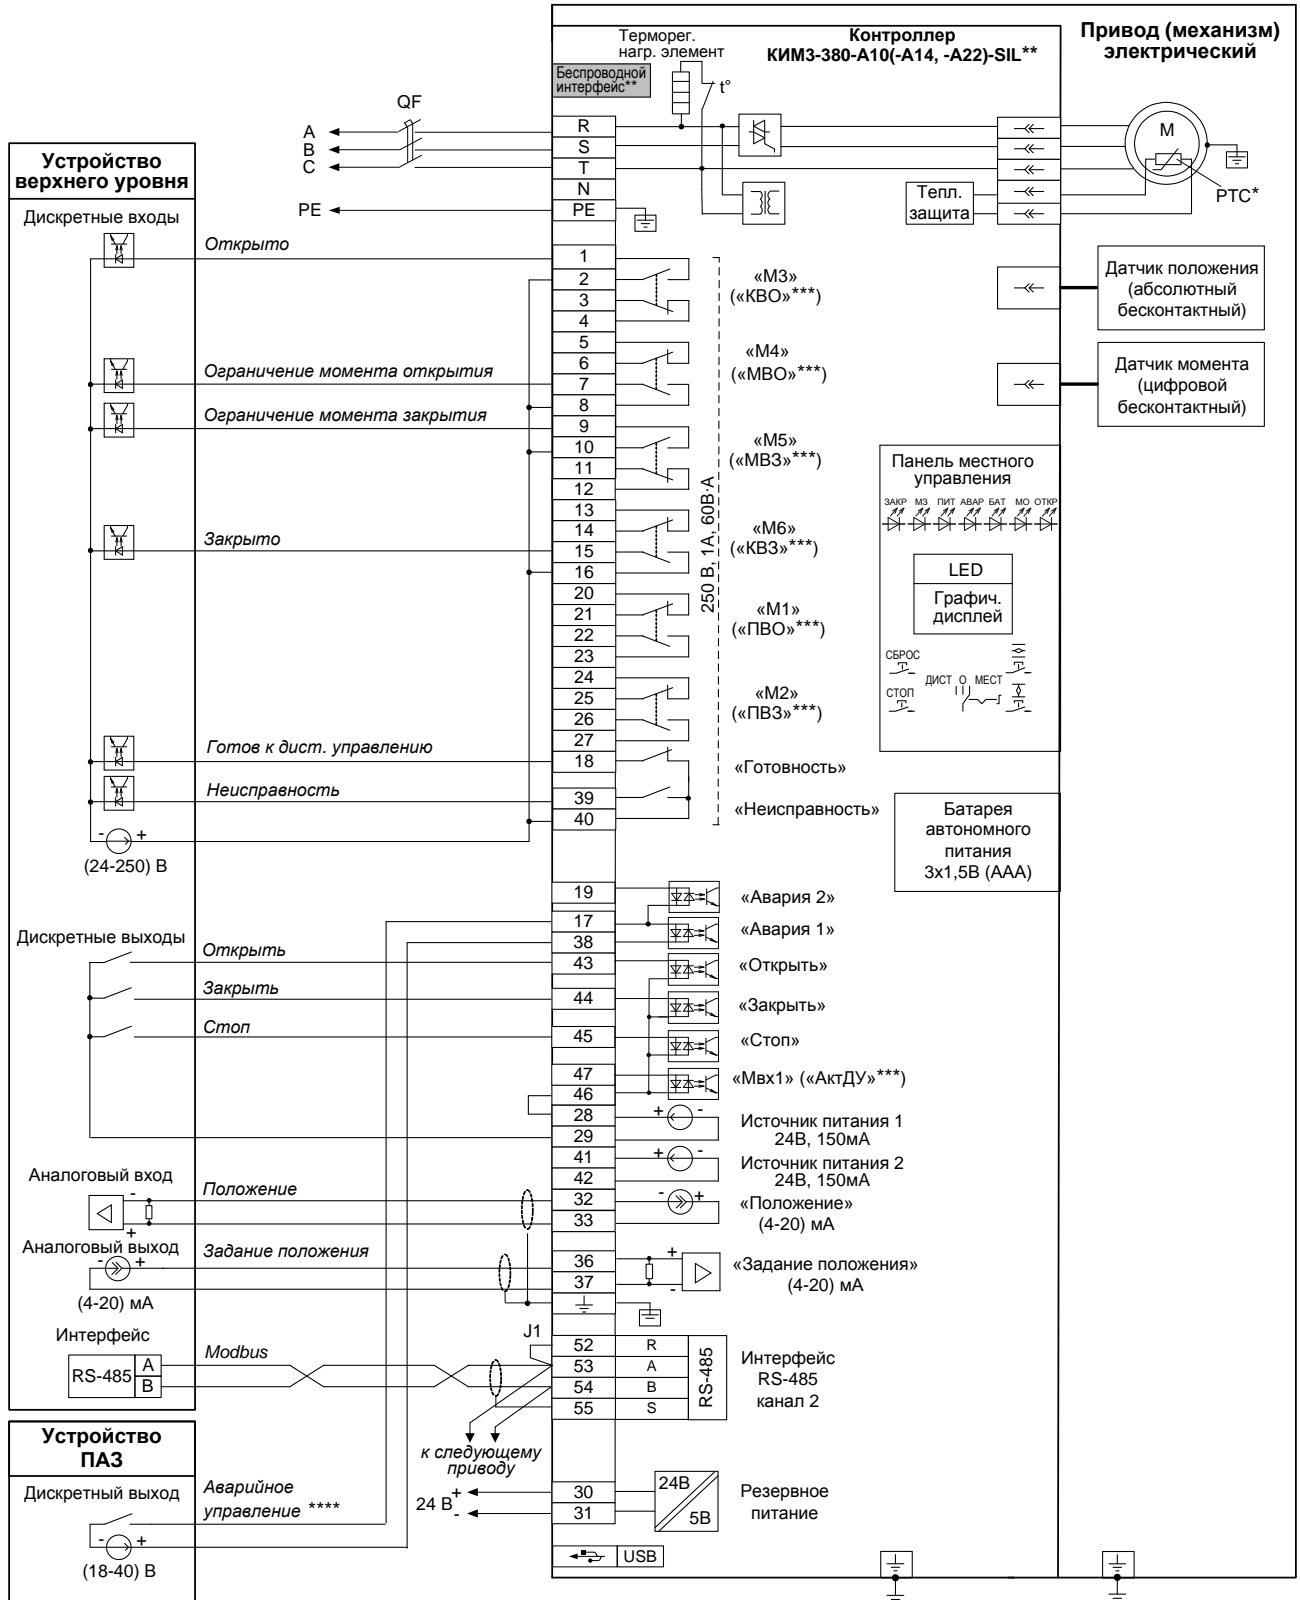 Терморег.
нагр. элемент
Контроллер
КИМ3-380-А10(-А14, -А22)-SIL**
Привод (механизм)
электрический
Беспроводной
интерфейс**
t°
QF
A
B
C
PE
R
S
T
N
PE
M
Тепл.
защита
PTC*
Устройство
верхнего уровня
Дискретные входы
Открыто
Ограничение момента открытия
Ограничение момента закрытия
Закрыто
Готов к дист. управлению
Неисправность
- +
(24-250) В
1
2
3
4
5
6
7
8
9
10
11
12
13
14
15
16
20
21
22
23
24
25
26
27
18
39
40
«М3»
(«КВО»***)
«М4»
(«МВО»***)
«М5»
(«МВЗ»***)
«М6»
(«КВЗ»***)
«М1»
(«ПВО»***)
«М2»
(«ПВЗ»***)
«Готовность»
«Неисправность»
250 В, 1А, 60В·А
Датчик положения
(абсолютный
бесконтактный)
Датчик момента
(цифровой
бесконтактный)
Панель местного
управления
ЗАКР МЗ ПИТ АВАР БАТ МО ОТКР
LED
Графич.
дисплей
СБРОС
СТОП
ДИСТ О МЕСТ
Батарея
автономного
питания
3х1,5В (ААА)
19
17
38
43
44
45
47
46
28
29
41
42
32
33
36
37
«Авария 2»
«Авария 1»
«Открыть»
«Закрыть»
«Стоп»
«Мвх1» («АктДУ»***)
+ -
Источник питания 1
24В, 150мА
+ -
Источник питания 2
24В, 150мА
- +
«Положение»
(4-20) мА
+
-
«Задание положения»
(4-20) мА
Дискретные выходы
Открыть
Закрыть
Стоп
Аналоговый вход
Положение
-
+
Аналоговый выход
Задание положения
- +
(4-20) мА
Интерфейс
RS-485
A
B
Modbus
J1
52 R
53 A
54 B
55 S
RS-485
Интерфейс
RS-485
канал 2
к следующему
приводу
Устройство
ПАЗ
Дискретный выход
Аварийное
управление ****
- +
(18-40) В
24 В
+
-
30
31
24В
5В
Резервное
питание
USB